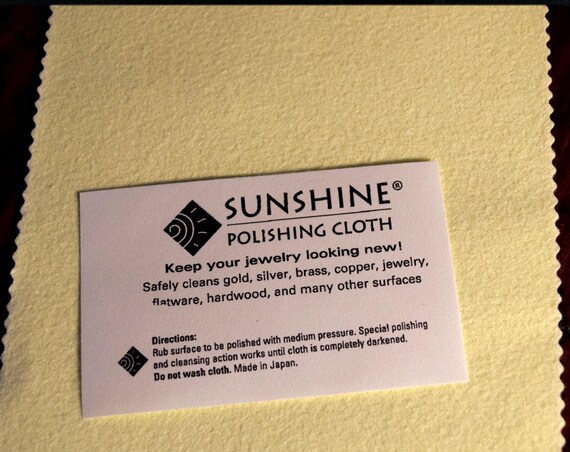 SUNSHINE®
POLISHING CLOTH
Keep your jewelry looking new!
Safely cleans gold, silver, brass, copper, jewelry,
flatware, hardwood, and many other surfaces
Directions:
Rub surface to be polished with medium pressure. Special polishing
and cleansing action works until cloth is completely darkened.
Do not wash cloth. Made in Japan.